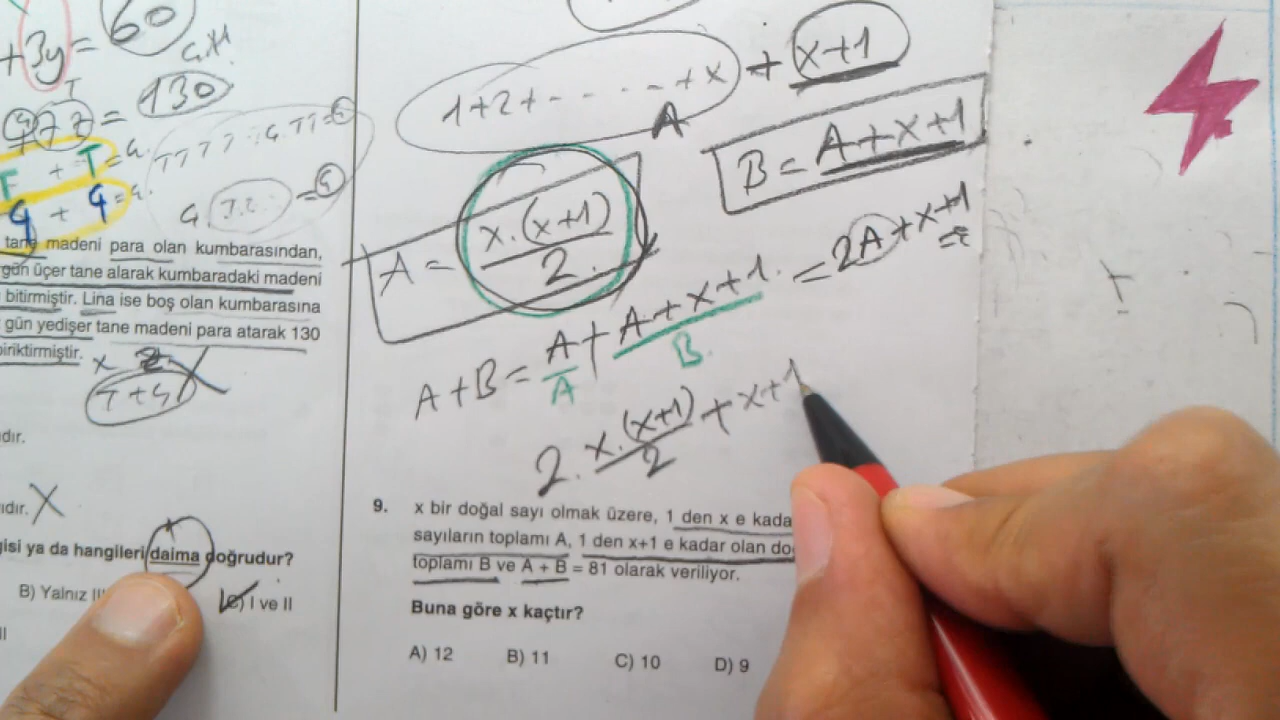 +3y = 60
G.H.
= 130
T
F + T = G.
G + G = G.
tane madeni para olan kumbarasından,
gün üçer tane alarak kumbaradaki madeni
bitirmiştir. Lina ise boş olan kumbarasına
gün yedişer tane madeni para atarak 130
biriktirmiştir.
dır.
ıdır. X
gisi ya da hangileri daima doğrudur?
B) Yalnız II
C) I ve II
II
1+2+ - - - - - +x + x+1
A
B = A+x+1
A = x.(x+1) / 2
A+B = A + A+x+1 = 2A+x+1
A B
2. x.(x+1) / 2 + x+1
9. x bir doğal sayı olmak üzere, 1 den x e kada
sayıların toplamı A, 1 den x+1 e kadar olan do
toplamı B ve A + B = 81 olarak veriliyor.
Buna göre x kaçtır?
A) 12 B) 11 C) 10 D) 9